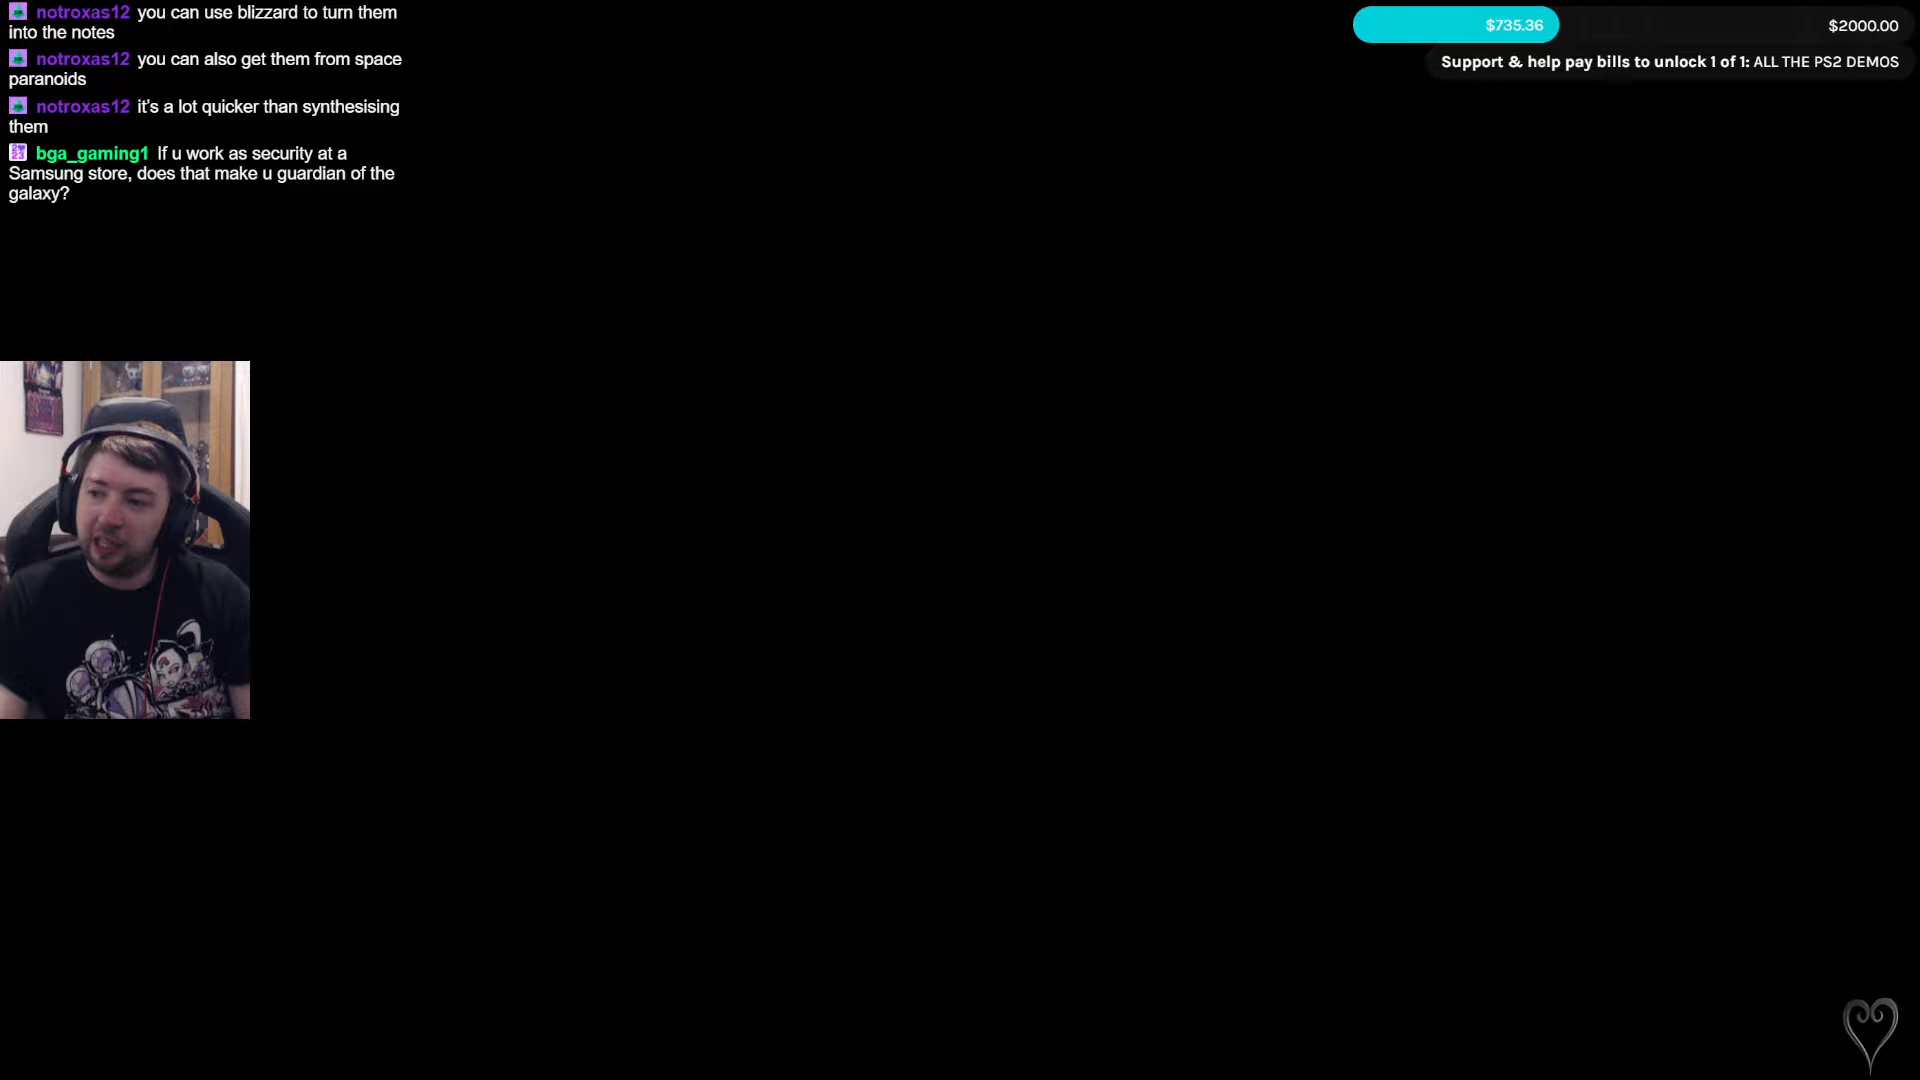 notroxas12 you can use blizzard to turn them
into the notes
notroxas12 you can also get them from space
paranoids
notroxas12 it's a lot quicker than synthesising
them
bga_gaming1 If u work as security at a
Samsung store, does that make u guardian of the
galaxy?
$735.36 $2000.00
Support & help pay bills to unlock 1 of 1: ALL THE PS2 DEMOS